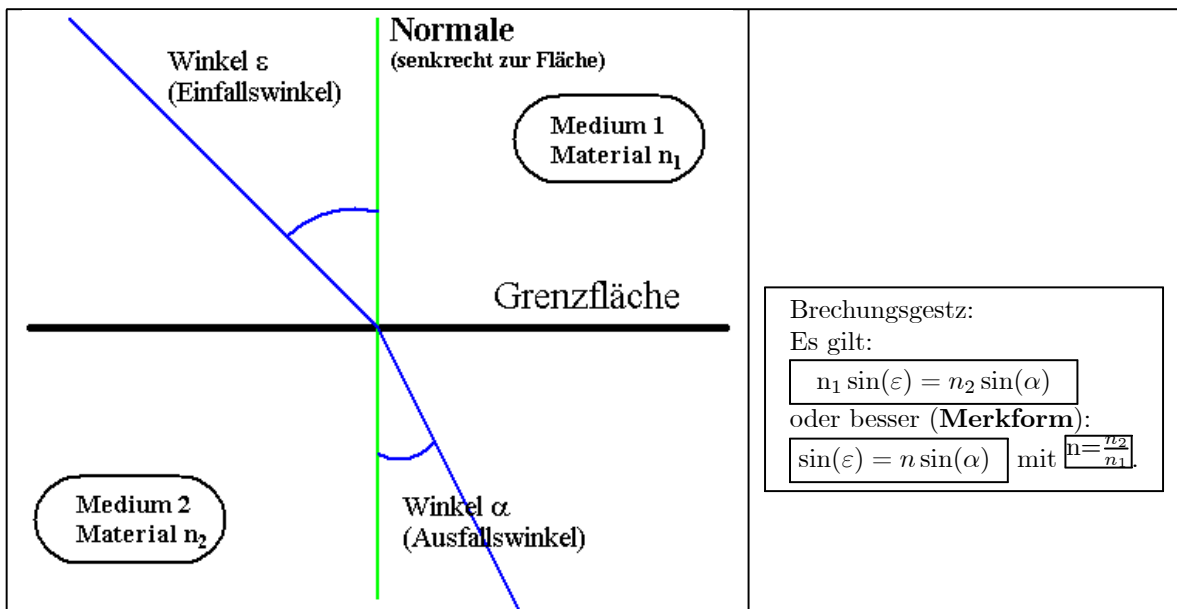 Normale
(senkrecht zur Fläche)
Winkel ε
(Einfallswinkel)
Medium 1
Material n₁
Grenzfläche
Medium 2
Material n₂
Winkel α
(Ausfallswinkel)
Brechungsgestz:
Es gilt:
n₁ sin(ε) = n₂ sin(α)
oder besser (Merkform):
sin(ε) = n sin(α) mit n=n₂/n₁.